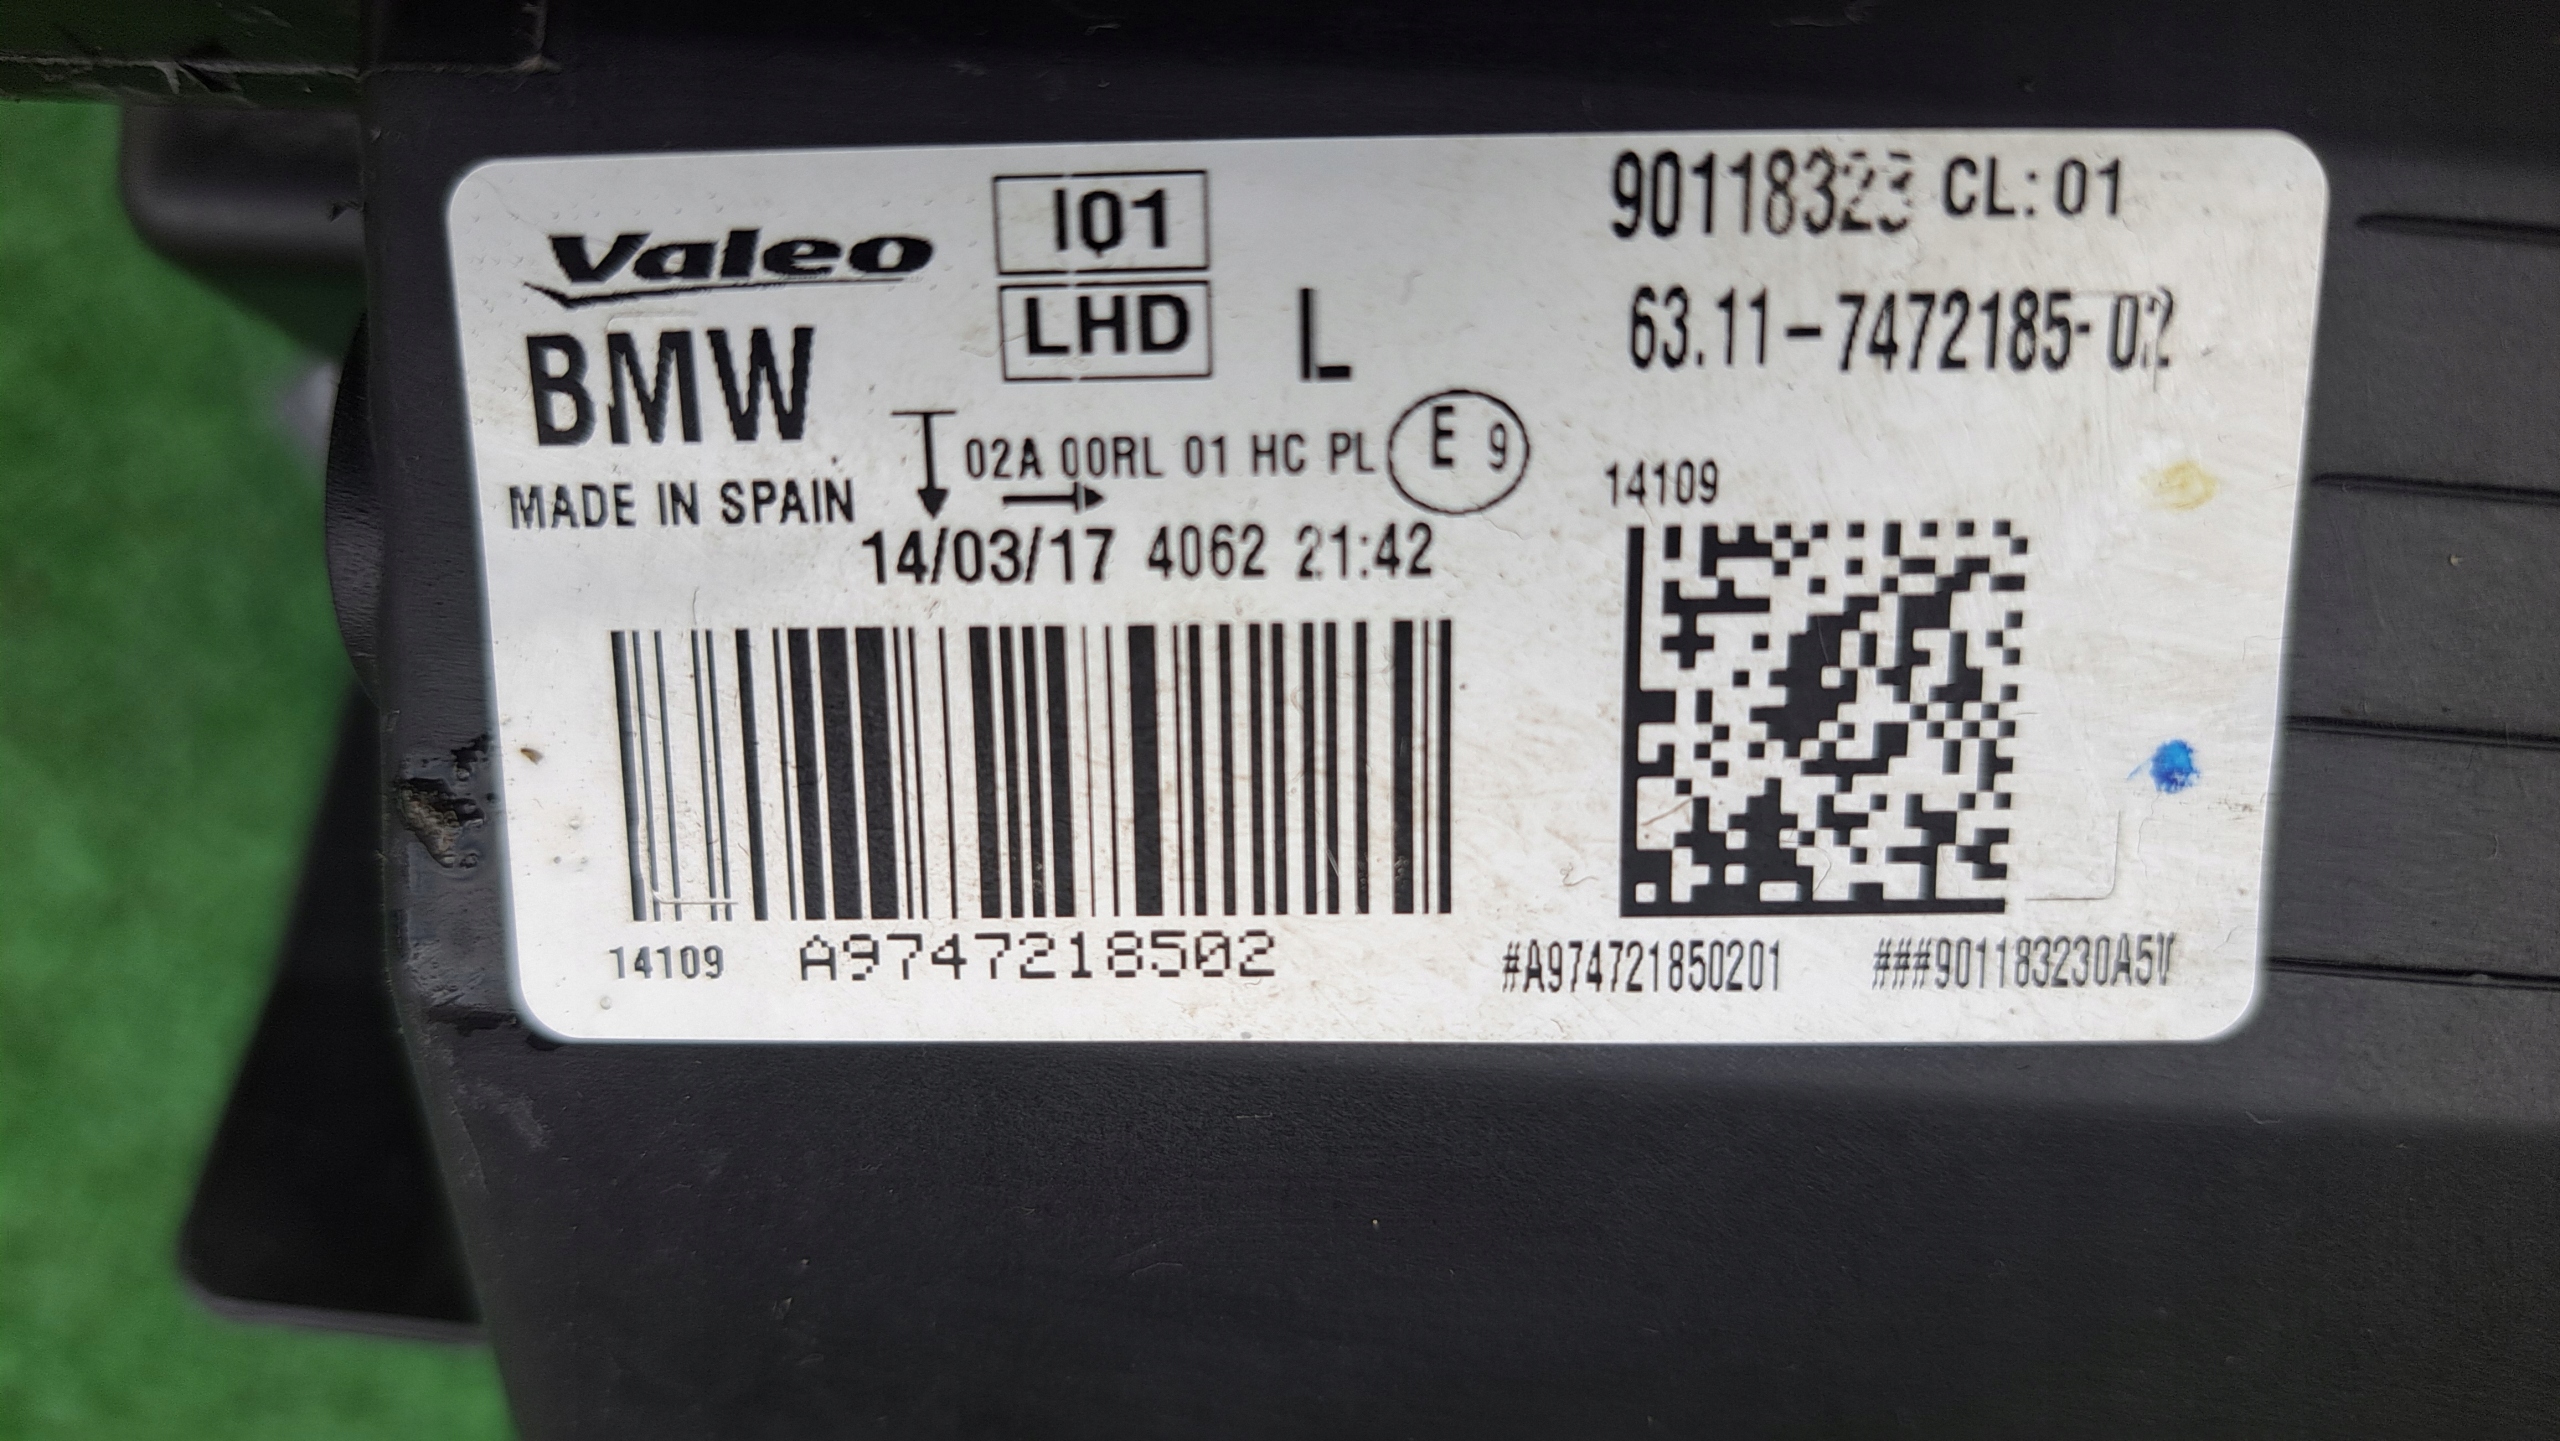 Valeo
I01
LHD
L
90118323 CL:01
63.11-7472185-02
BMW
MADE IN SPAIN
02A 00RL 01 HC PL E 9
14/03/17 4062 21:42
14109
14109 A9747218502
#A974721850201 ###901183230A5V